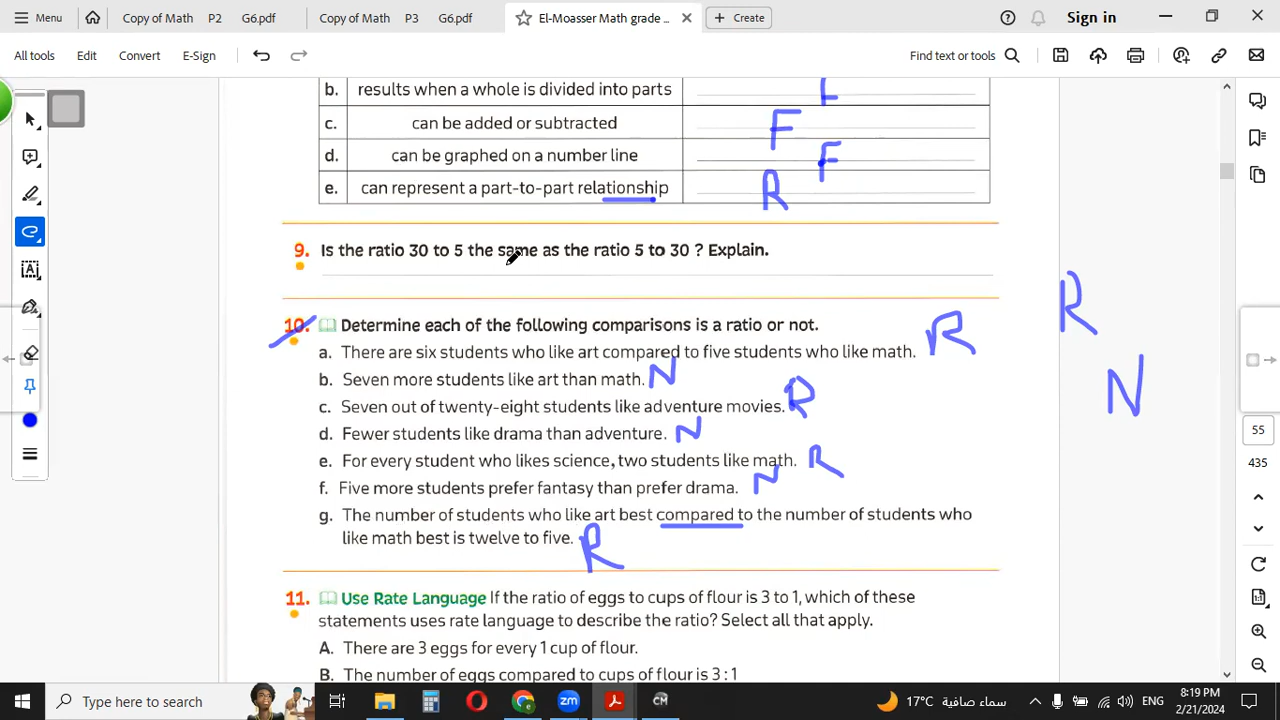 Menu
Copy of Math P2 G6.pdf
Copy of Math P3 G6.pdf
El-Moasser Math grade ...
Create
Sign in
All tools
Edit
Convert
E-Sign
Find text or tools
b. results when a whole is divided into parts
c. can be added or subtracted F
d. can be graphed on a number line F
e. can represent a part-to-part relationship R
9. Is the ratio 30 to 5 the same as the ratio 5 to 30 ? Explain.
10. Determine each of the following comparisons is a ratio or not.
R
a. There are six students who like art compared to five students who like math. R
b. Seven more students like art than math. N
N
c. Seven out of twenty-eight students like adventure movies. R
d. Fewer students like drama than adventure. N
e. For every student who likes science, two students like math. R
f. Five more students prefer fantasy than prefer drama. N
g. The number of students who like art best compared to the number of students who
like math best is twelve to five. R
11. Use Rate Language If the ratio of eggs to cups of flour is 3 to 1, which of these
statements uses rate language to describe the ratio? Select all that apply.
A. There are 3 eggs for every 1 cup of flour.
B. The number of eggs compared to cups of flour is 3 : 1
55
435
Type here to search
17°C سماء صافية
ENG
8:19 PM
2/21/2024